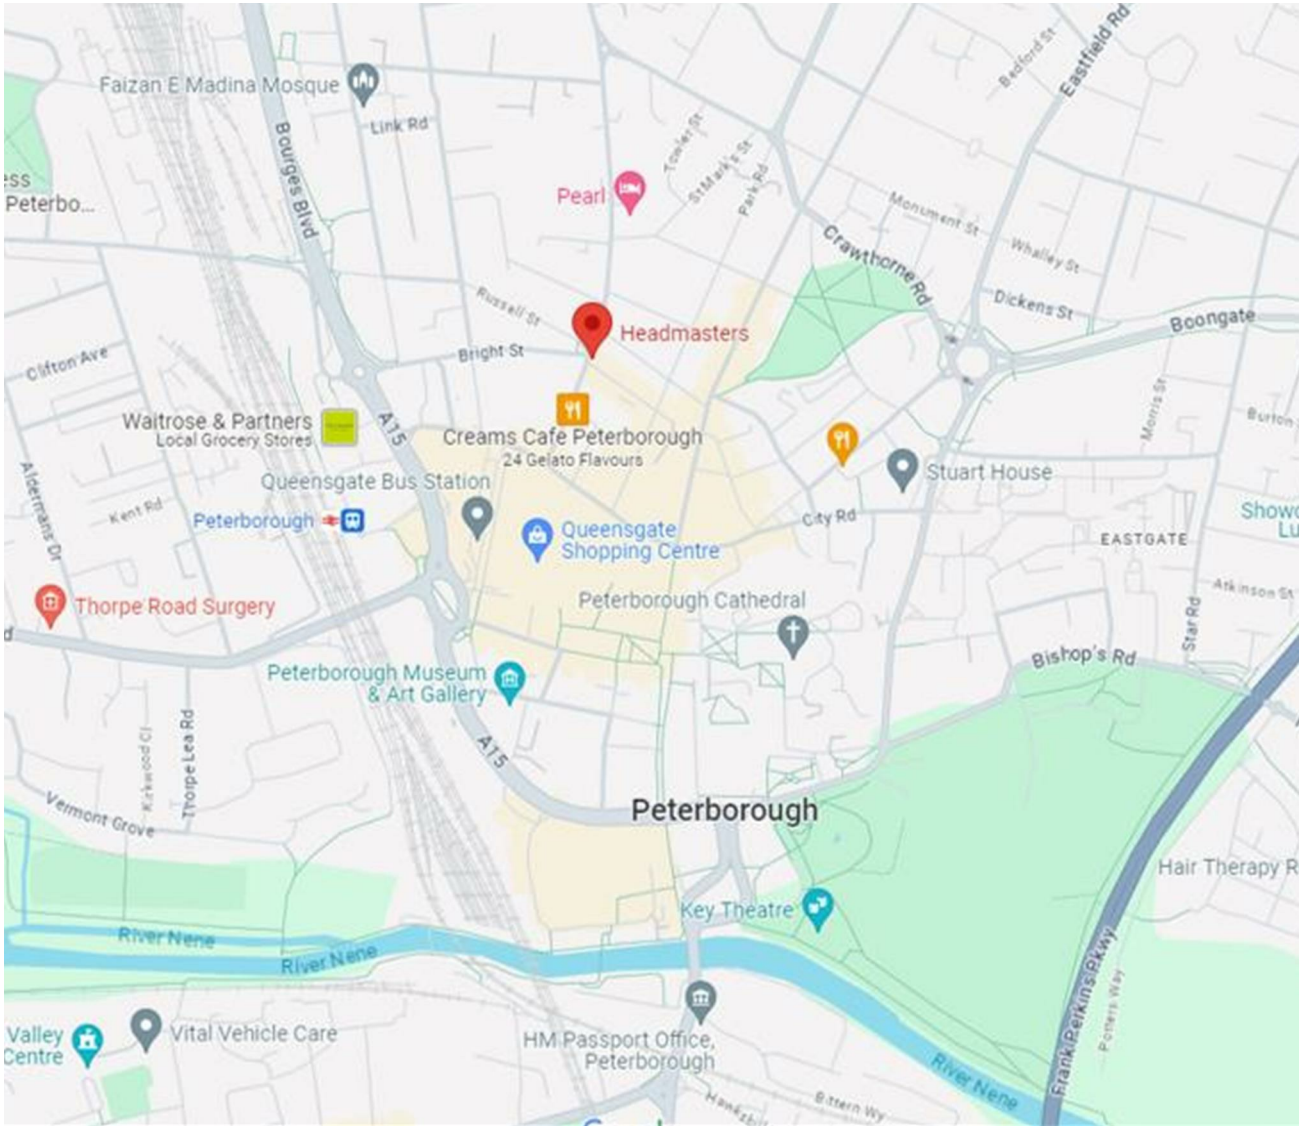 Bedford St
Eastfield Rd
Faizan E Madina Mosque
Link Rd
Bourges Blvd
Towler St
St Mark's St
Park Rd
Pearl
ess
Peterbo...
Monument St
Crawthorne Rd
Whalley St
Dickens St
Boongate
Russell St
Headmasters
Bright St
Clifton Ave
Waitrose & Partners
Local Grocery Stores
A15
Creams Cafe Peterborough
24 Gelato Flavours
Morris St
Burton
Aldermans Dr
Queensgate Bus Station
Stuart House
Kent Rd
Peterborough
Queensgate
Shopping Centre
City Rd
Showc
Lu
EASTGATE
Thorpe Road Surgery
Peterborough Cathedral
Atkinson St
Star Rd
d
Bishop's Rd
Peterborough Museum
& Art Gallery
Kirkwood Cl
Thorpe Lea Rd
A15
Vermont Grove
Peterborough
Hair Therapy R
Key Theatre
River Nene
River Nene
Frank Perkins Pkwy
Potters Way
Valley
Centre
Vital Vehicle Care
HM Passport Office,
Peterborough
River Nene
Bittern Wy